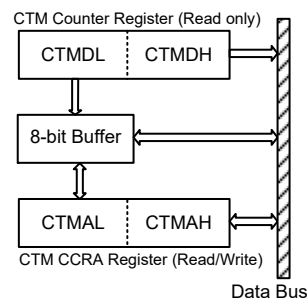 CTM Counter Register (Read only)
CTMDL CTMDH
8-bit Buffer
CTMAL CTMAH
CTM CCRA Register (Read/Write)
Data Bus